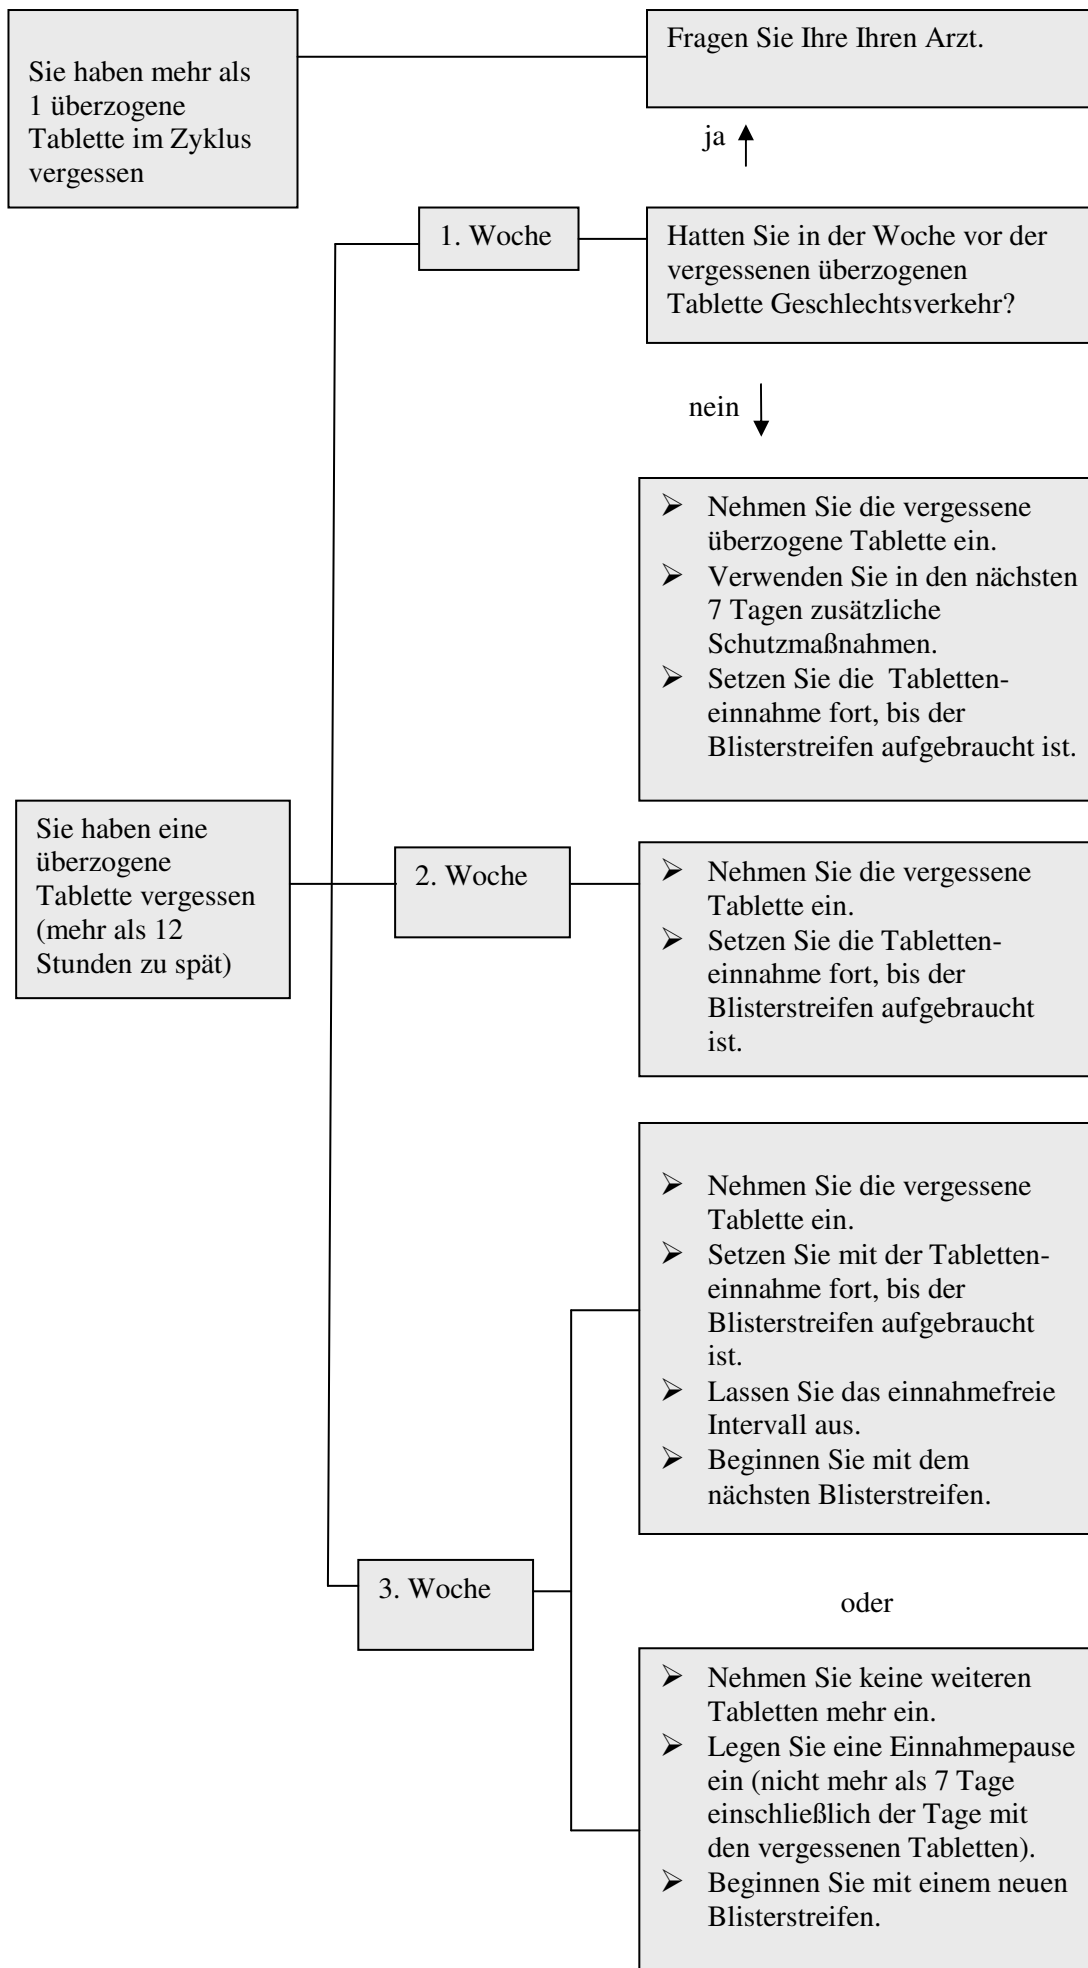 Sie haben mehr als
1 überzogene
Tablette im Zyklus
vergessen
Fragen Sie Ihre Ihren Arzt.
ja
1. Woche
Hatten Sie in der Woche vor der
vergessenen überzogenen
Tablette Geschlechtsverkehr?
nein
➢ Nehmen Sie die vergessene
überzogene Tablette ein.
➢ Verwenden Sie in den nächsten
7 Tagen zusätzliche
Schutzmaßnahmen.
➢ Setzen Sie die Tabletten-
einnahme fort, bis der
Blisterstreifen aufgebraucht ist.
Sie haben eine
überzogene
Tablette vergessen
(mehr als 12
Stunden zu spät)
2. Woche
➢ Nehmen Sie die vergessene
Tablette ein.
➢ Setzen Sie die Tabletten-
einnahme fort, bis der
Blisterstreifen aufgebraucht
ist.
➢ Nehmen Sie die vergessene
Tablette ein.
➢ Setzen Sie mit der Tabletten-
einnahme fort, bis der
Blisterstreifen aufgebraucht
ist.
➢ Lassen Sie das einnahmefreie
Intervall aus.
➢ Beginnen Sie mit dem
nächsten Blisterstreifen.
3. Woche
oder
➢ Nehmen Sie keine weiteren
Tabletten mehr ein.
➢ Legen Sie eine Einnahmepause
ein (nicht mehr als 7 Tage
einschließlich der Tage mit
den vergessenen Tabletten).
➢ Beginnen Sie mit einem neuen
Blisterstreifen.